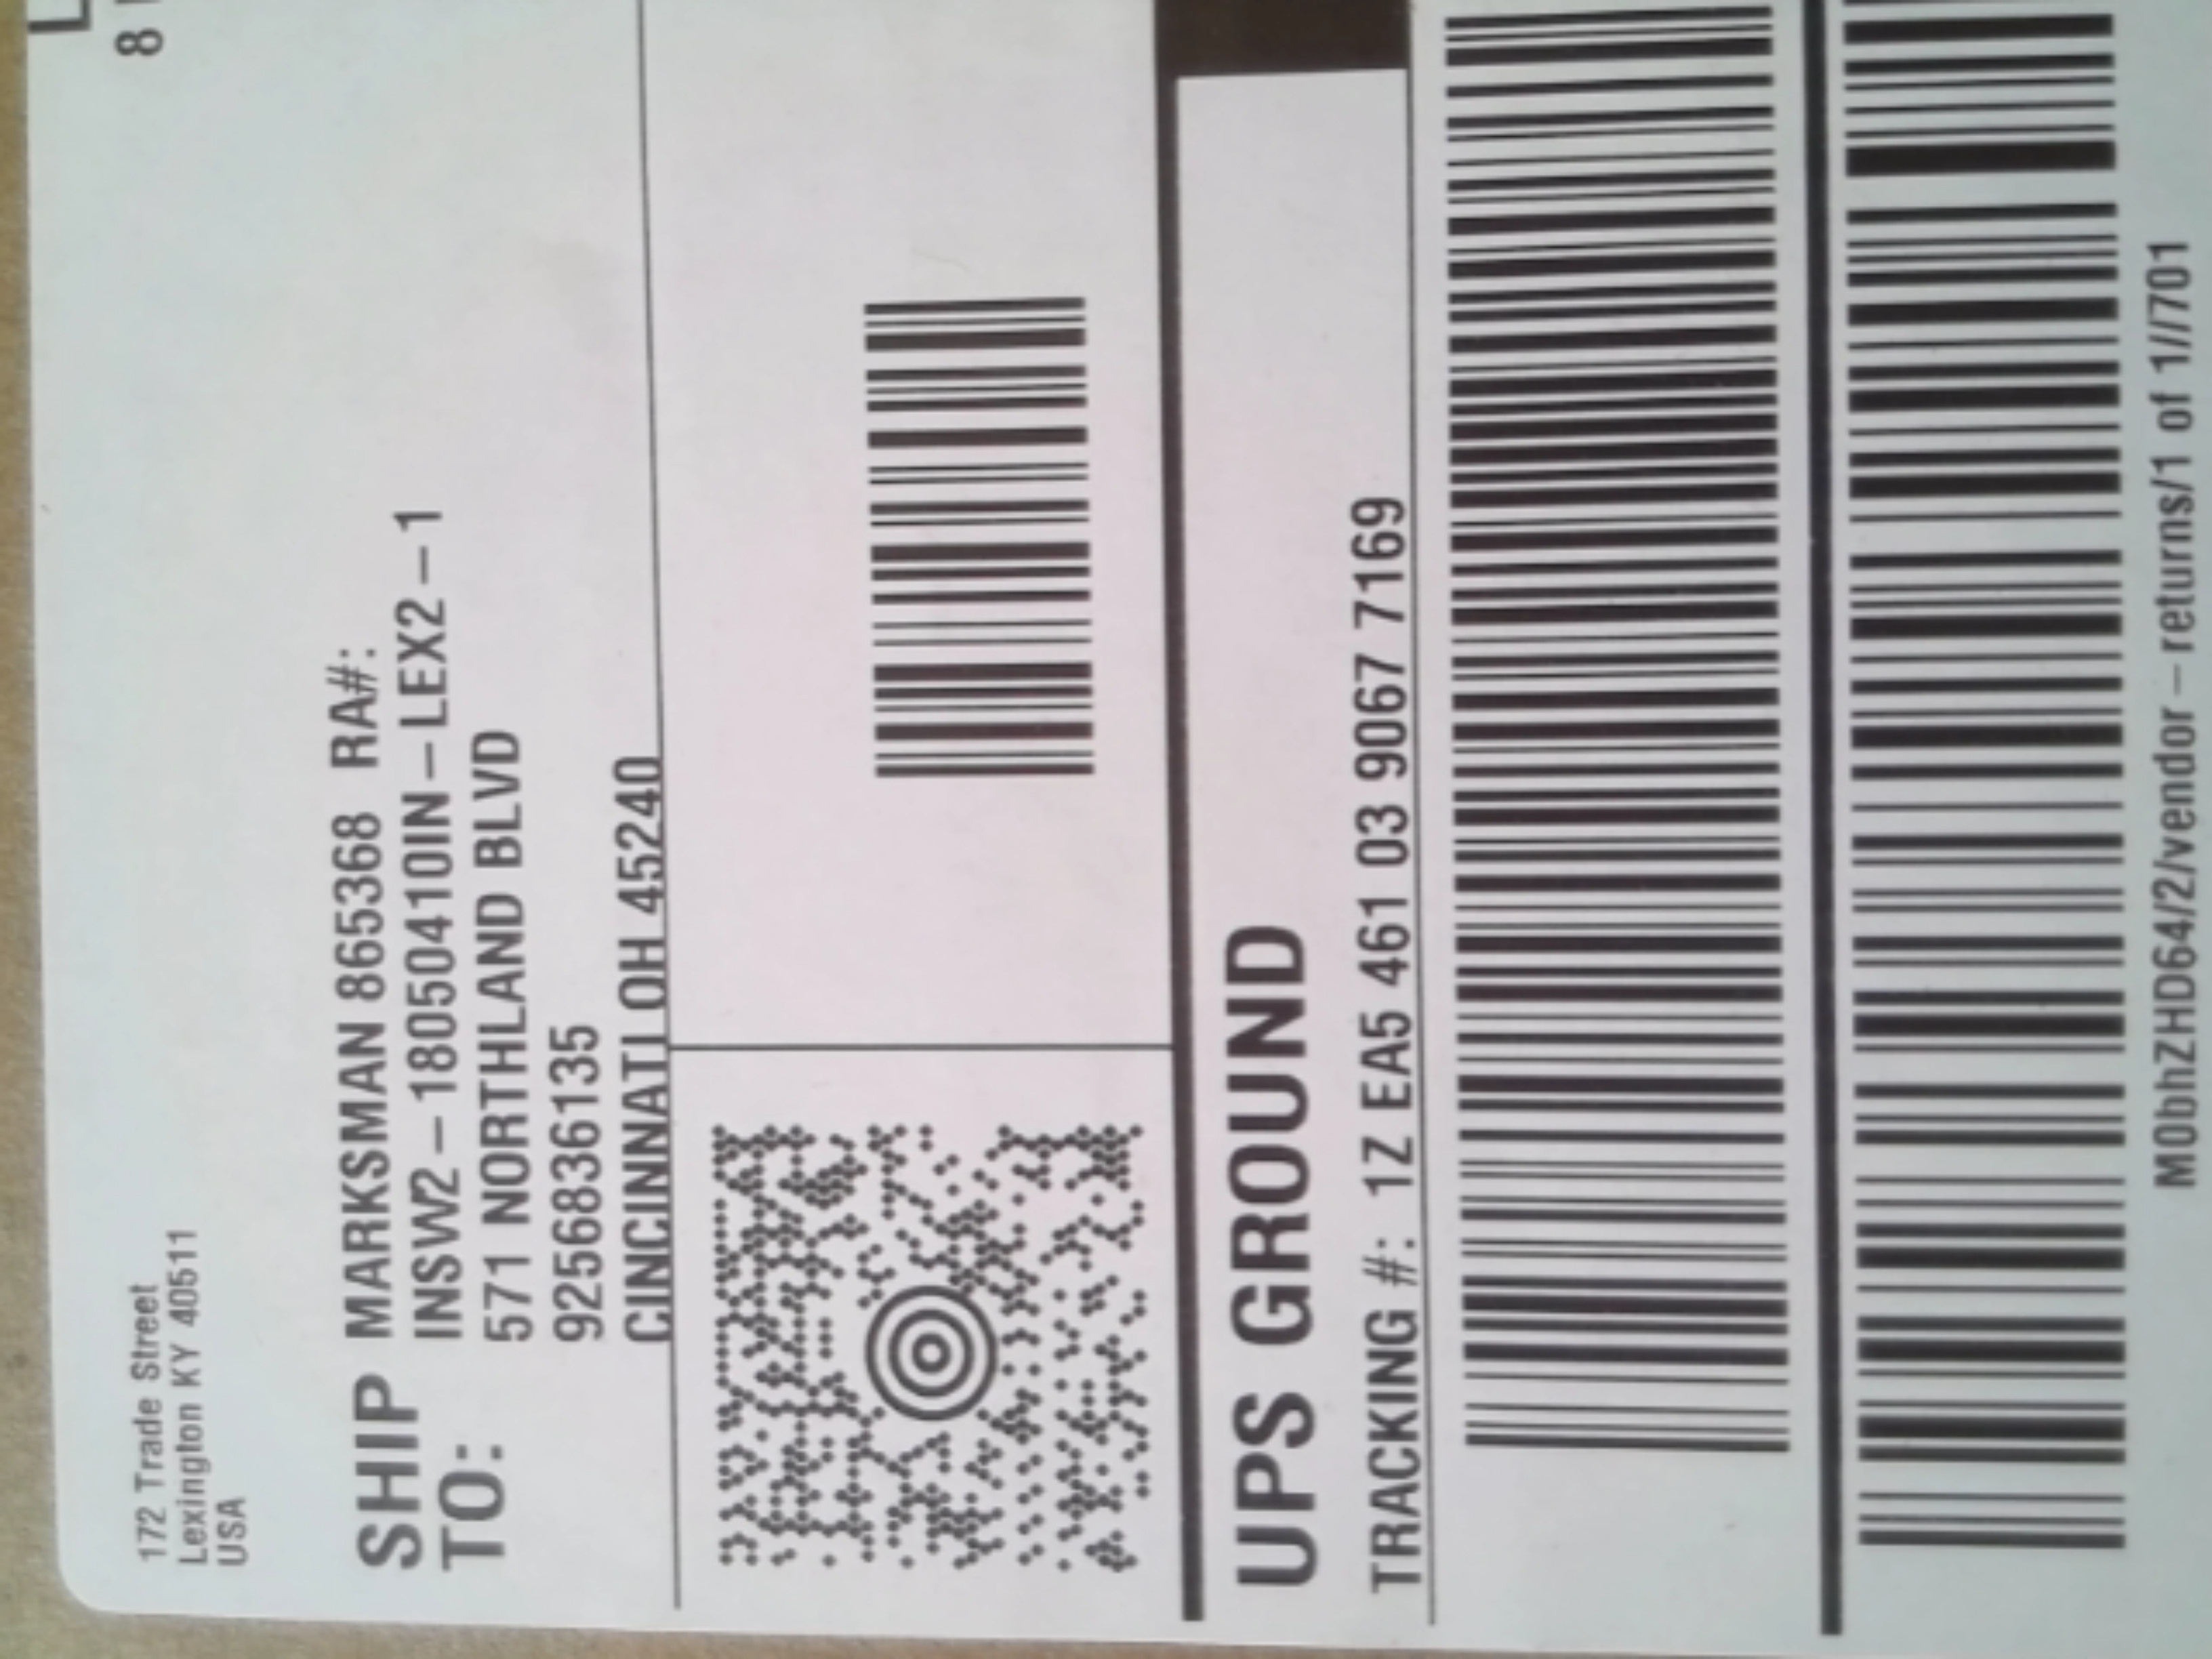 172 Trade Street
Lexington KY 40511
USA
SHIP TO:
MARKSMAN 865368 RA#:
INSW2-18050410IN-LEX2-1
571 NORTHLAND BLVD
9256836135
CINCINNATI OH 45240
UPS GROUND
TRACKING #: 1Z EA5 461 03 9067 7169
M0bhZHD64/2/vendor-returns/1 of 1//701